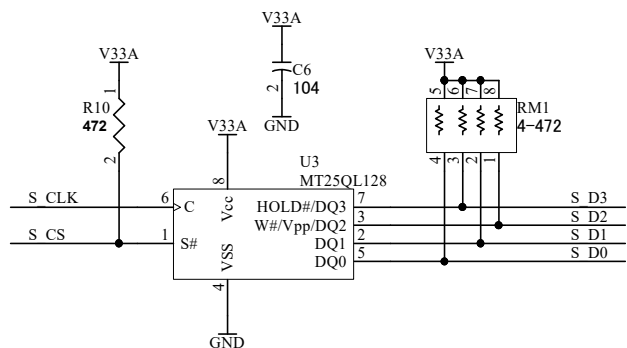 V33A
V33A
V33A
1
C6
104
2
GND
R10
472
1
2
5 6 7 8
RM1
4-472
4 3 2 1
V33A
U3
MT25QL128
8
Vcc
S_CLK 6 C HOLD#/DQ3 7 S_D3
W#/Vpp/DQ2 3 S_D2
S_CS 1 S# DQ1 2 S_D1
VSS DQ0 5 S_D0
4
GND